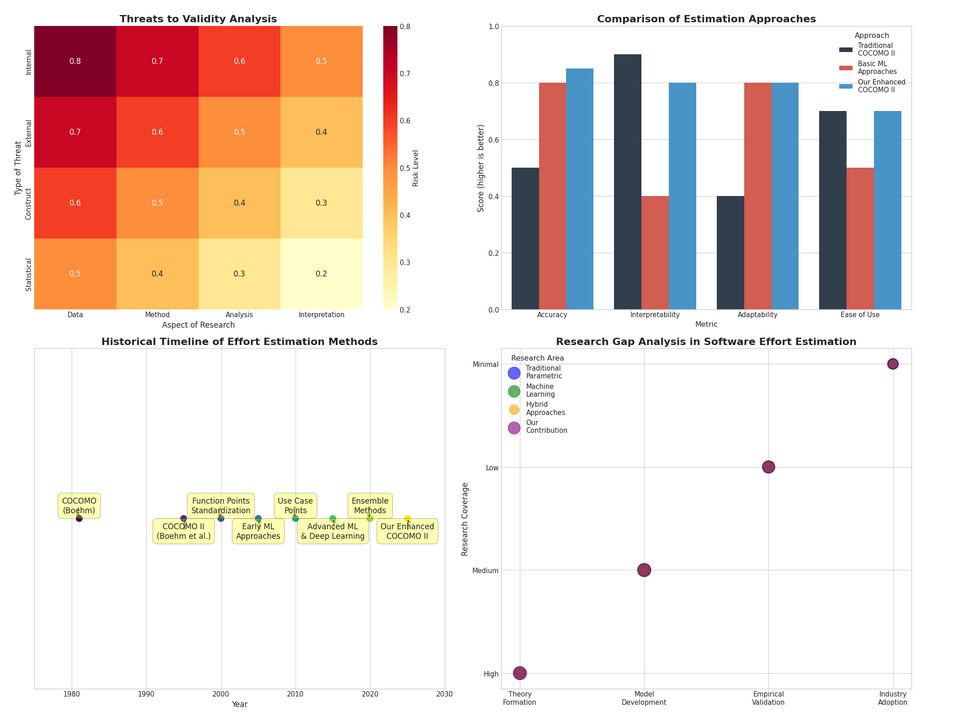 Threats to Validity Analysis
Type of Threat
Internal
External
Construct
Statistical
0.8
0.7
0.6
0.5
0.7
0.6
0.5
0.4
0.6
0.5
0.4
0.3
0.5
0.4
0.3
0.2
Data
Method
Analysis
Interpretation
Aspect of Research
0.8
0.7
0.6
0.5
0.4
0.3
0.2
Risk Level
Comparison of Estimation Approaches
Score (higher is better)
1.0
0.8
0.6
0.4
0.2
0.0
Approach
Traditional
COCOMO II
Basic ML
Approaches
Our Enhanced
COCOMO II
Accuracy
Interpretability
Adaptability
Ease of Use
Metric
Historical Timeline of Effort Estimation Methods
COCOMO
(Boehm)
COCOMO II
(Boehm et al.)
Function Points
Standardization
Early ML
Approaches
Use Case
Points
Advanced ML
& Deep Learning
Ensemble
Methods
Our Enhanced
COCOMO II
1980
1990
2000
2010
2020
2030
Year
Research Gap Analysis in Software Effort Estimation
Research Coverage
Minimal
Low
Medium
High
Research Area
Traditional
Parametric
Machine
Learning
Hybrid
Approaches
Our
Contribution
Theory
Formation
Model
Development
Empirical
Validation
Industry
Adoption